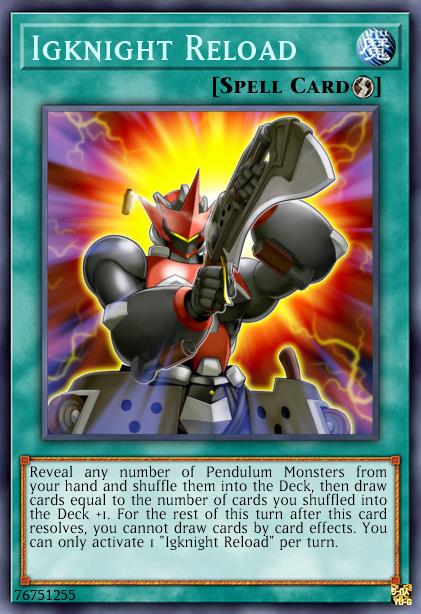 Igknight Reload
魔
[Spell Card]
Reveal any number of Pendulum Monsters from
your hand and shuffle them into the Deck, then draw
cards equal to the number of cards you shuffled into
the Deck +1. For the rest of this turn after this card
resolves, you cannot draw cards by card effects. You
can only activate 1 "Igknight Reload" per turn.
76751255